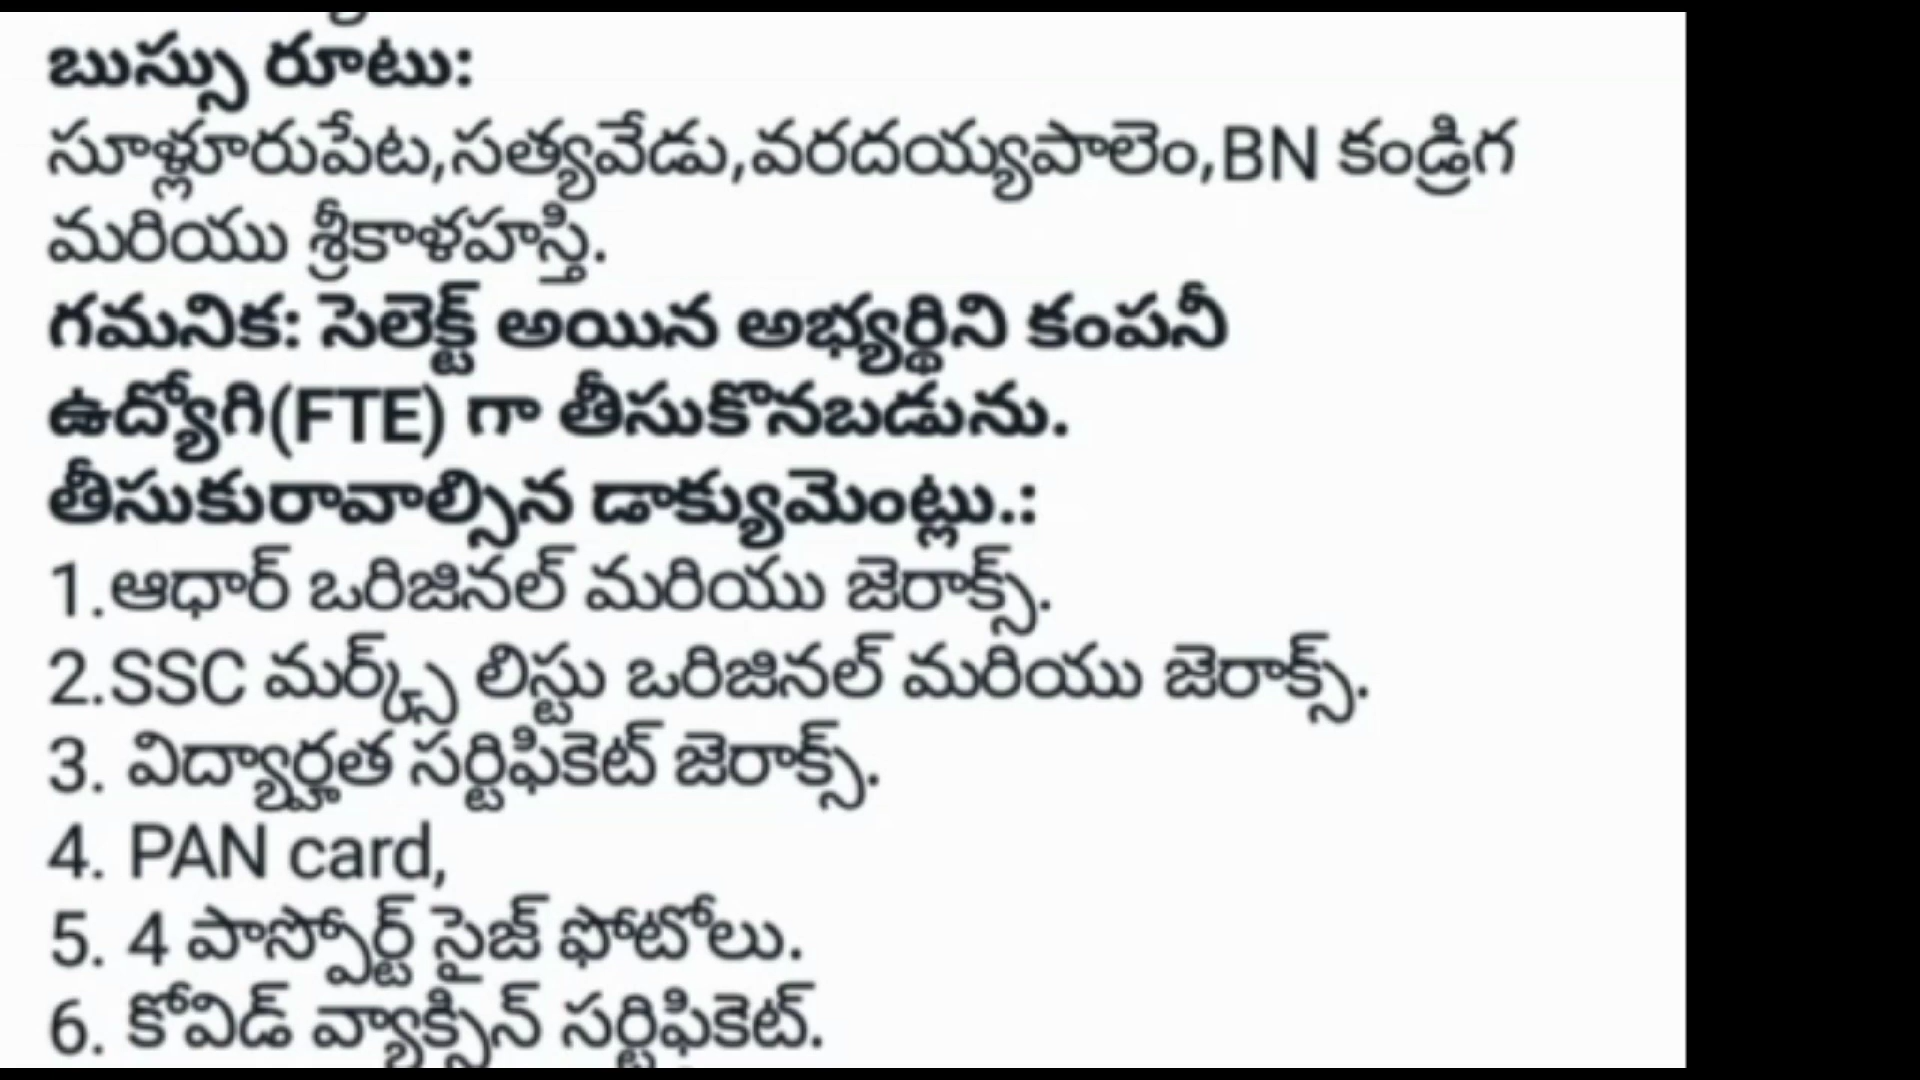 బుస్సు రూటు:
సూళ్లూరుపేట,సత్యవేడు,వరదయ్యపాలెం,BN కండ్రిగ
మరియు శ్రీకాళహస్తి.
గమనిక: సెలెక్ట్ అయిన అభ్యర్థిని కంపనీ
ఉద్యోగి(FTE) గా తీసుకొనబడును.
తీసుకురావాల్సిన డాక్యుమెంట్లు.:
1.ఆధార్ ఒరిజినల్ మరియు జెరాక్స్.
2.SSC మర్క్స్ లిస్టు ఒరిజినల్ మరియు జెరాక్స్.
3. విద్యార్హత సర్టిఫికెట్ జెరాక్స్.
4. PAN card,
5. 4 పాస్పోర్ట్ సైజ్ ఫోటోలు.
6. కోవిడ్ వ్యాక్సిన్ సర్టిఫికెట్.